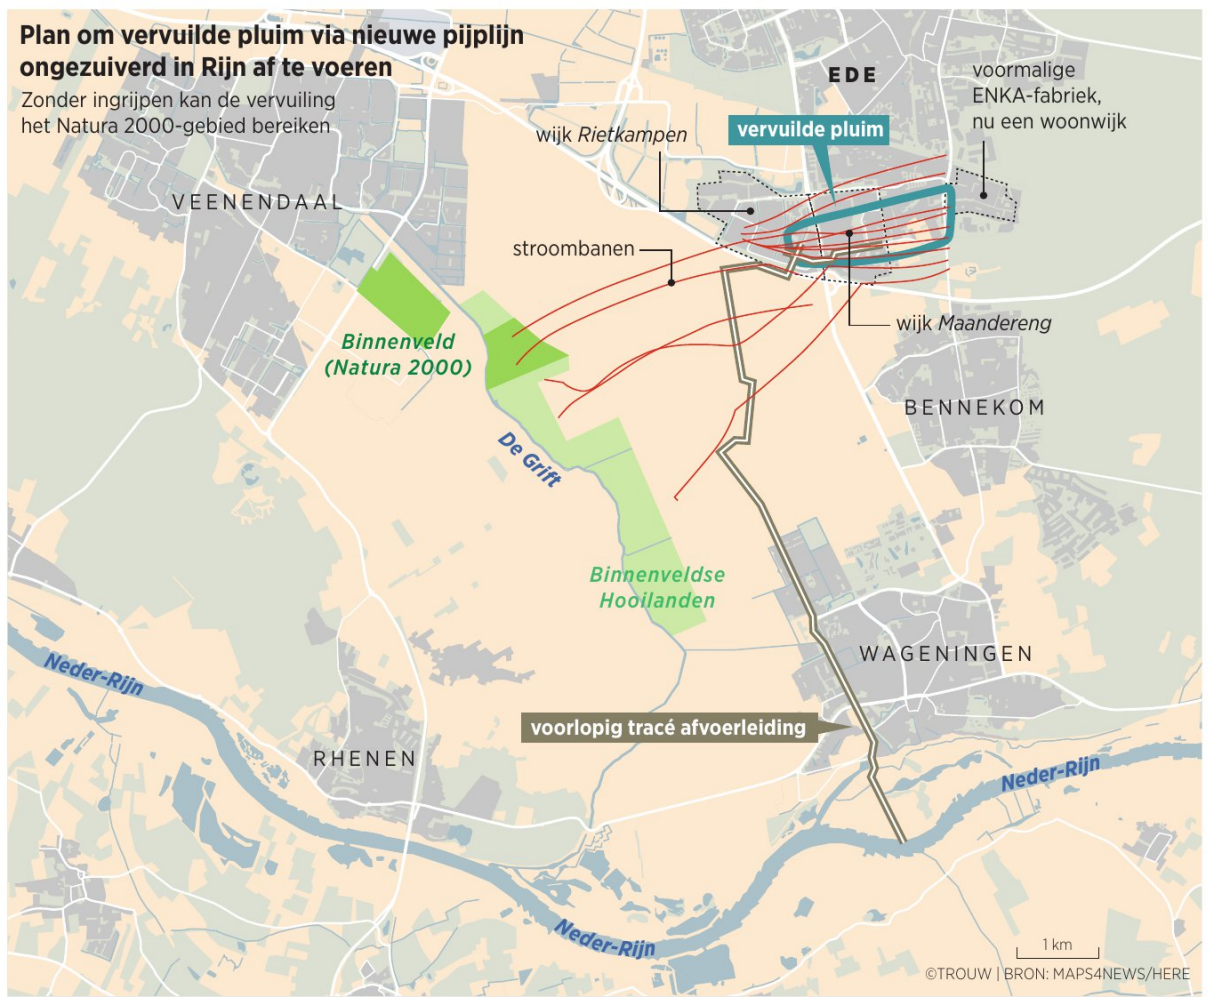 Plan om vervuilde pluim via nieuwe pijplijn
ongezuiverd in Rijn af te voeren
Zonder ingrijpen kan de vervuiling
het Natura 2000-gebied bereiken
EDE
voormalige
ENKA-fabriek,
nu een woonwijk
wijk Rietkampen
vervuilde pluim
VEENENDAAL
stroombanen
wijk Maandereng
Binnenveld
(Natura 2000)
BENNEKOM
De Grift
Binnenveldse
Hooilanden
WAGENINGEN
Neder-Rijn
voorlopig tracé afvoerleiding
RHENEN
Neder-Rijn
Neder-Rijn
1 km
©TROUW | BRON: MAPS4NEWS/HERE